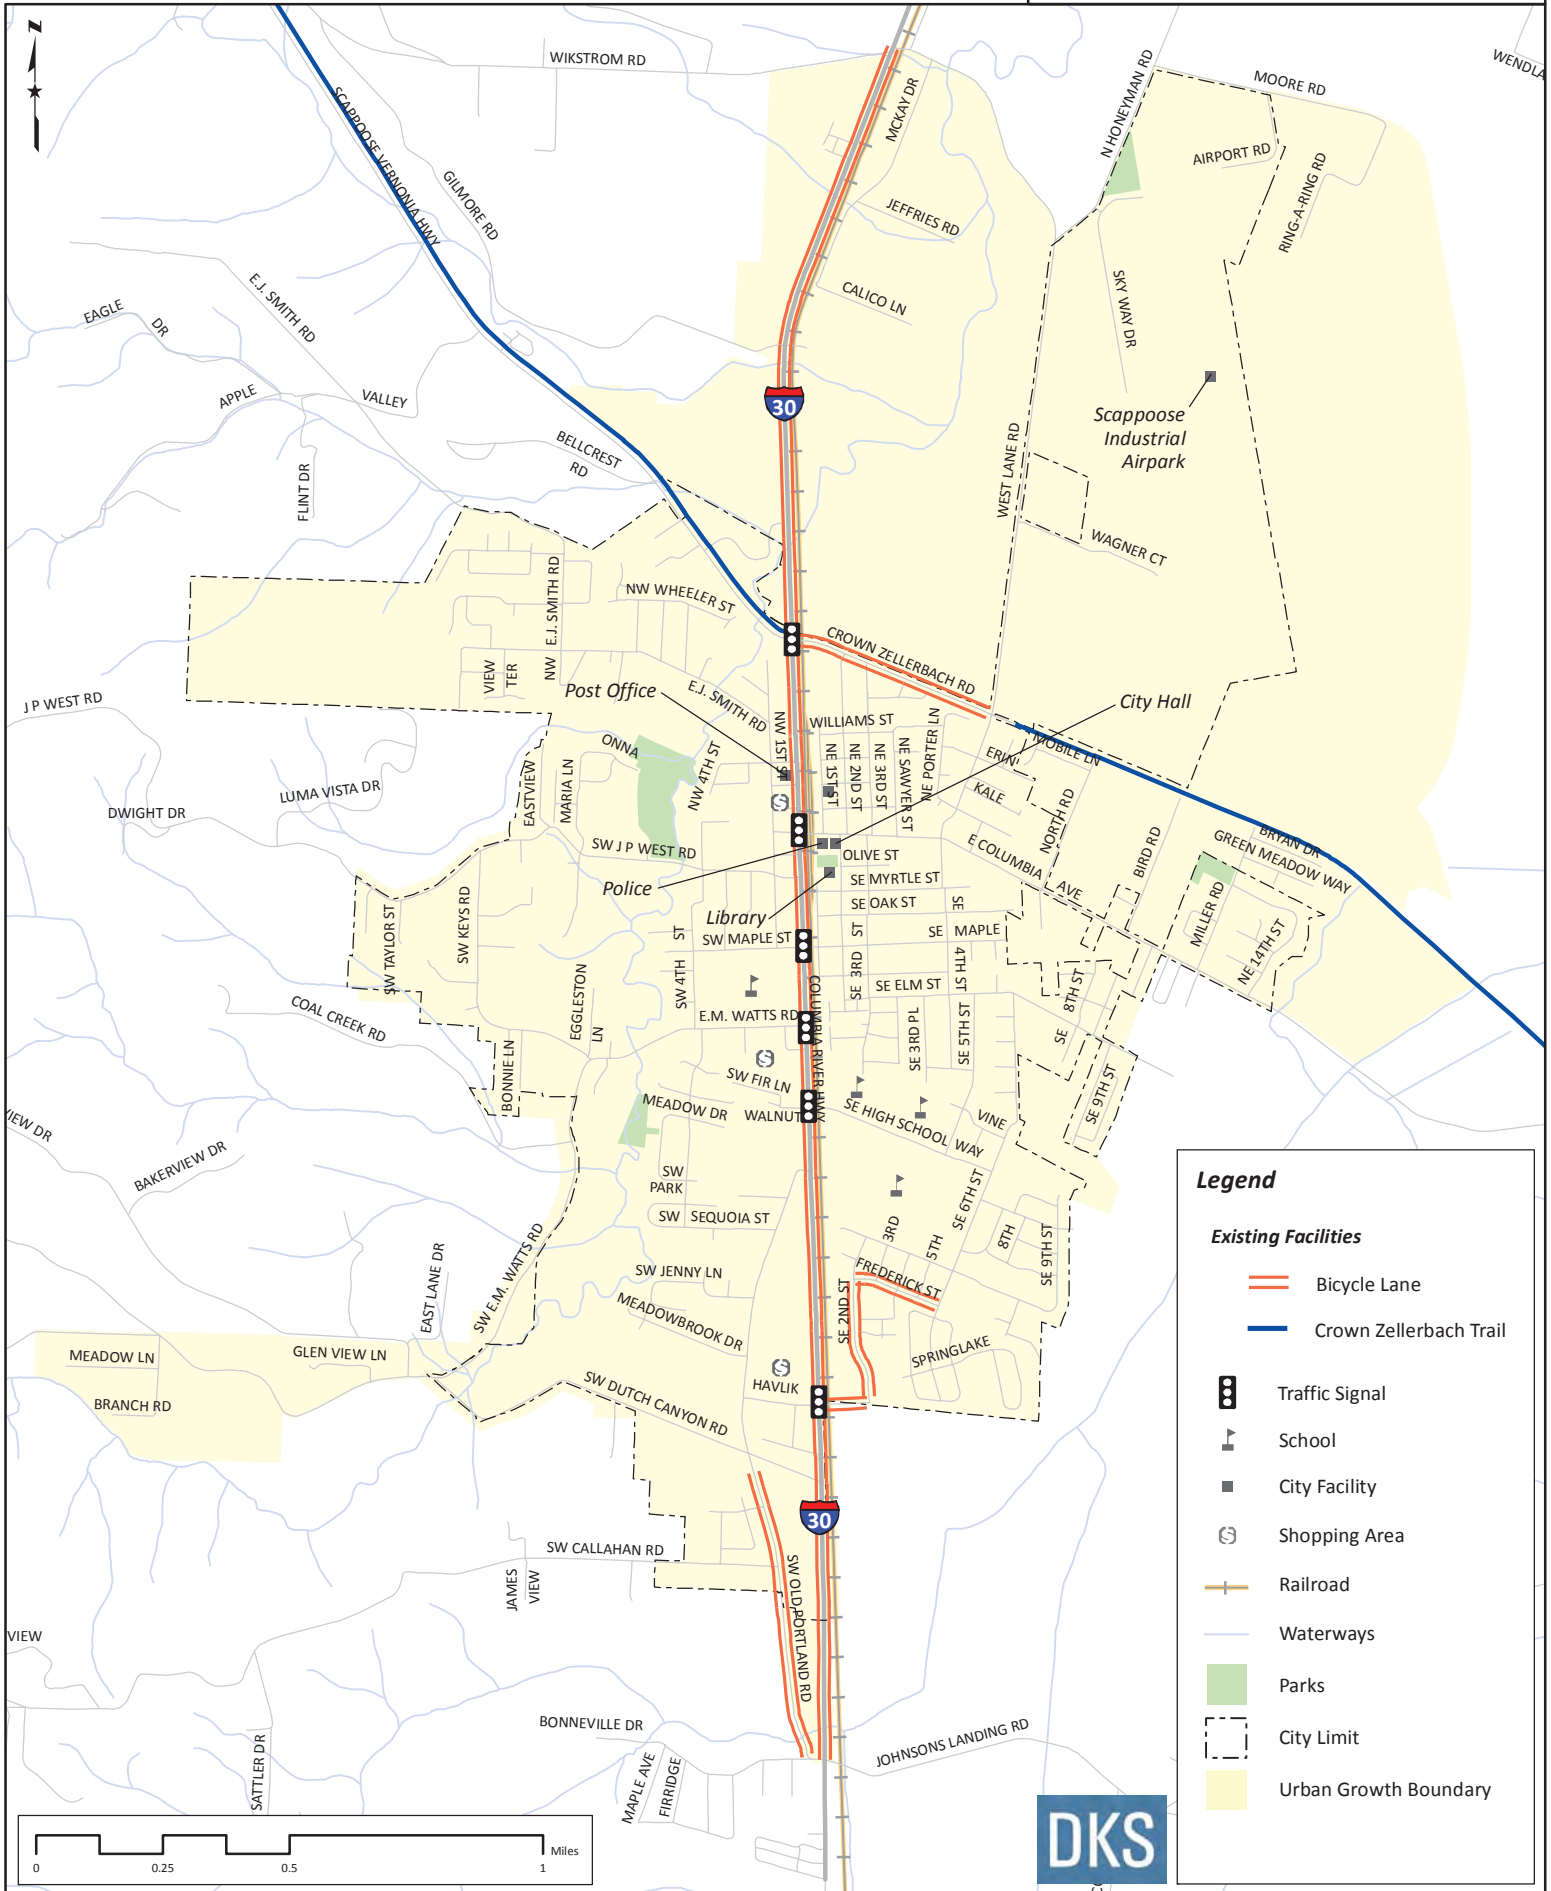 WIKSTROM RD
MCKAY DR
N HONEYMAN RD
MOORE RD
WENDLA
AIRPORT RD
RING-A-RING RD
SCAPPOOSE VERNONIA HWY
GILMORE RD
JEFFRIES RD
CALICO LN
SKY WAY DR
E.J. SMITH RD
EAGLE
DR
APPLE
VALLEY
30
Scappoose
Industrial
Airpark
BELLCREST
RD
FLINT DR
WEST LANE RD
WAGNER CT
NW E.J. SMITH RD
NW WHEELER ST
CROWN ZELLERBACH RD
VIEW
TER
Post Office
E.J. SMITH RD
City Hall
J P WEST RD
NW 1ST ST
WILLIAMS ST
NE PORTER LN
MOBILE LN
ERIN
ONNA
NW 4TH ST
NE 1ST ST
NE 2ND ST
NE 3RD ST
NE SAWYER ST
KALE
EASTVIEW
MARIA LN
LUMA VISTA DR
DWIGHT DR
NORTH RD
BIRD RD
BRYAN DR
GREEN MEADOW WAY
SW J P WEST RD
OLIVE ST
E COLUMBIA AVE
Police
SE MYRTLE ST
SE OAK ST
Library
MILLER RD
NE 14TH ST
SW TAYLOR ST
SW KEYS RD
SW 4TH ST
SW MAPLE ST
SE 3RD ST
SE MAPLE
SE 4TH ST
SE ELM ST
SE 8TH ST
COAL CREEK RD
EGGLESTON
LN
E.M. WATTS RD
COLUMBIA RIVER HWY
SE 3RD PL
SE 5TH ST
BONNIE LN
SW FIR LN
SE 9TH ST
MEADOW DR
WALNUT
SE HIGH SCHOOL WAY
VINE
VIEW DR
BAKERVIEW DR
SW
PARK
SW SEQUOIA ST
3RD
5TH
SE 6TH ST
8TH
SE 9TH ST
SW E.M. WATTS RD
EAST LANE DR
SW JENNY LN
FREDERICK ST
SE 2ND ST
MEADOWBROOK DR
SPRINGLAKE
MEADOW LN
GLEN VIEW LN
HAVLIK
BRANCH RD
SW DUTCH CANYON RD
30
SW CALLAHAN RD
JAMES
VIEW
SW OLD PORTLAND RD
VIEW
BONNEVILLE DR
JOHNSONS LANDING RD
SATTLER DR
MAPLE AVE
FIRRIDGE
Legend
Existing Facilities
Bicycle Lane
Crown Zellerbach Trail
Traffic Signal
School
City Facility
Shopping Area
Railroad
Waterways
Parks
City Limit
Urban Growth Boundary
DKS
Miles
0 0.25 0.5 1